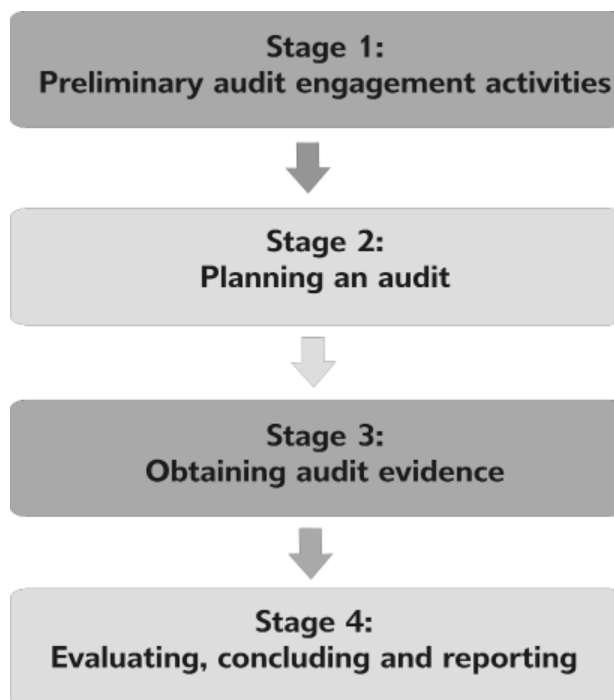 Stage 1:
Preliminary audit engagement activities
Stage 2:
Planning an audit
Stage 3:
Obtaining audit evidence
Stage 4:
Evaluating, concluding and reporting